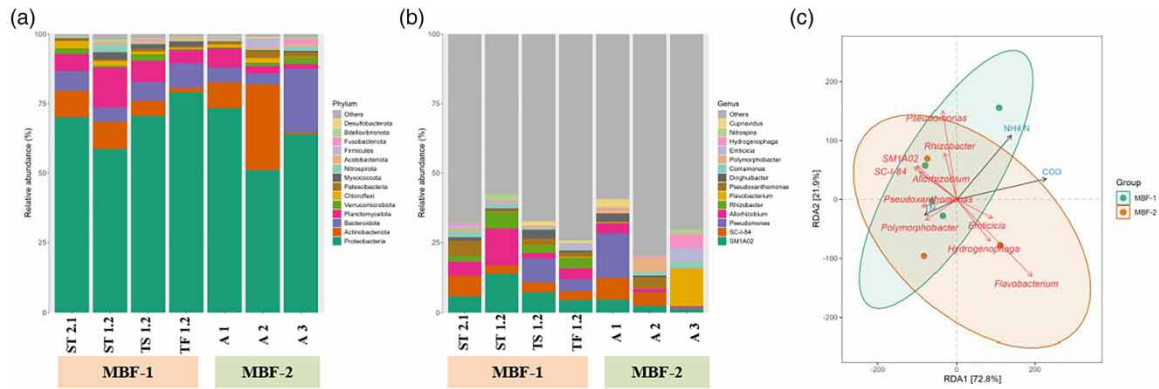 (a)
(b)
(c)
Relative abundance (%)
100
75
50
25
0
ST 2.1
ST 1.2
TS 1.2
TF 1.2
A 1
A 2
A 3
MBF-1
MBF-2
Phylum
Others
Desulfobacterota
Bdellovibrionota
Fusobacteriota
Firmicutes
Acidobacteriota
Nitrospirota
Myxococcota
Patescibacteria
Chloroflexi
Verrucomicrobiota
Planctomycetota
Bacteroidota
Actinobacteriota
Proteobacteria
Relative abundance (%)
100
75
50
25
0
ST 2.1
ST 1.2
TS 1.2
TF 1.2
A 1
A 2
A 3
MBF-1
MBF-2
Genus
Others
Cupriavidus
Nitrospira
Hydrogenophaga
Emticicia
Polymorphobacter
Comamonas
Dinghuibacter
Pseudoxanthomonas
Flavobacterium
Rhizobacter
Allorhizobium
Pseudomonas
SC-I-84
SM1A02
RDA2 [21.9%]
200
100
0
-100
-200
Pseudomonas
NH4 N
Rhizobacter
SM1A02
SC-I-84
COD
Allorhizobium
Pseudoxanthomonas
Polymorphobacter
Emticicia
Hydrogenophaga
Flavobacterium
-200
0
200
RDA1 [72.8%]
Group
MBF-1
MBF-2